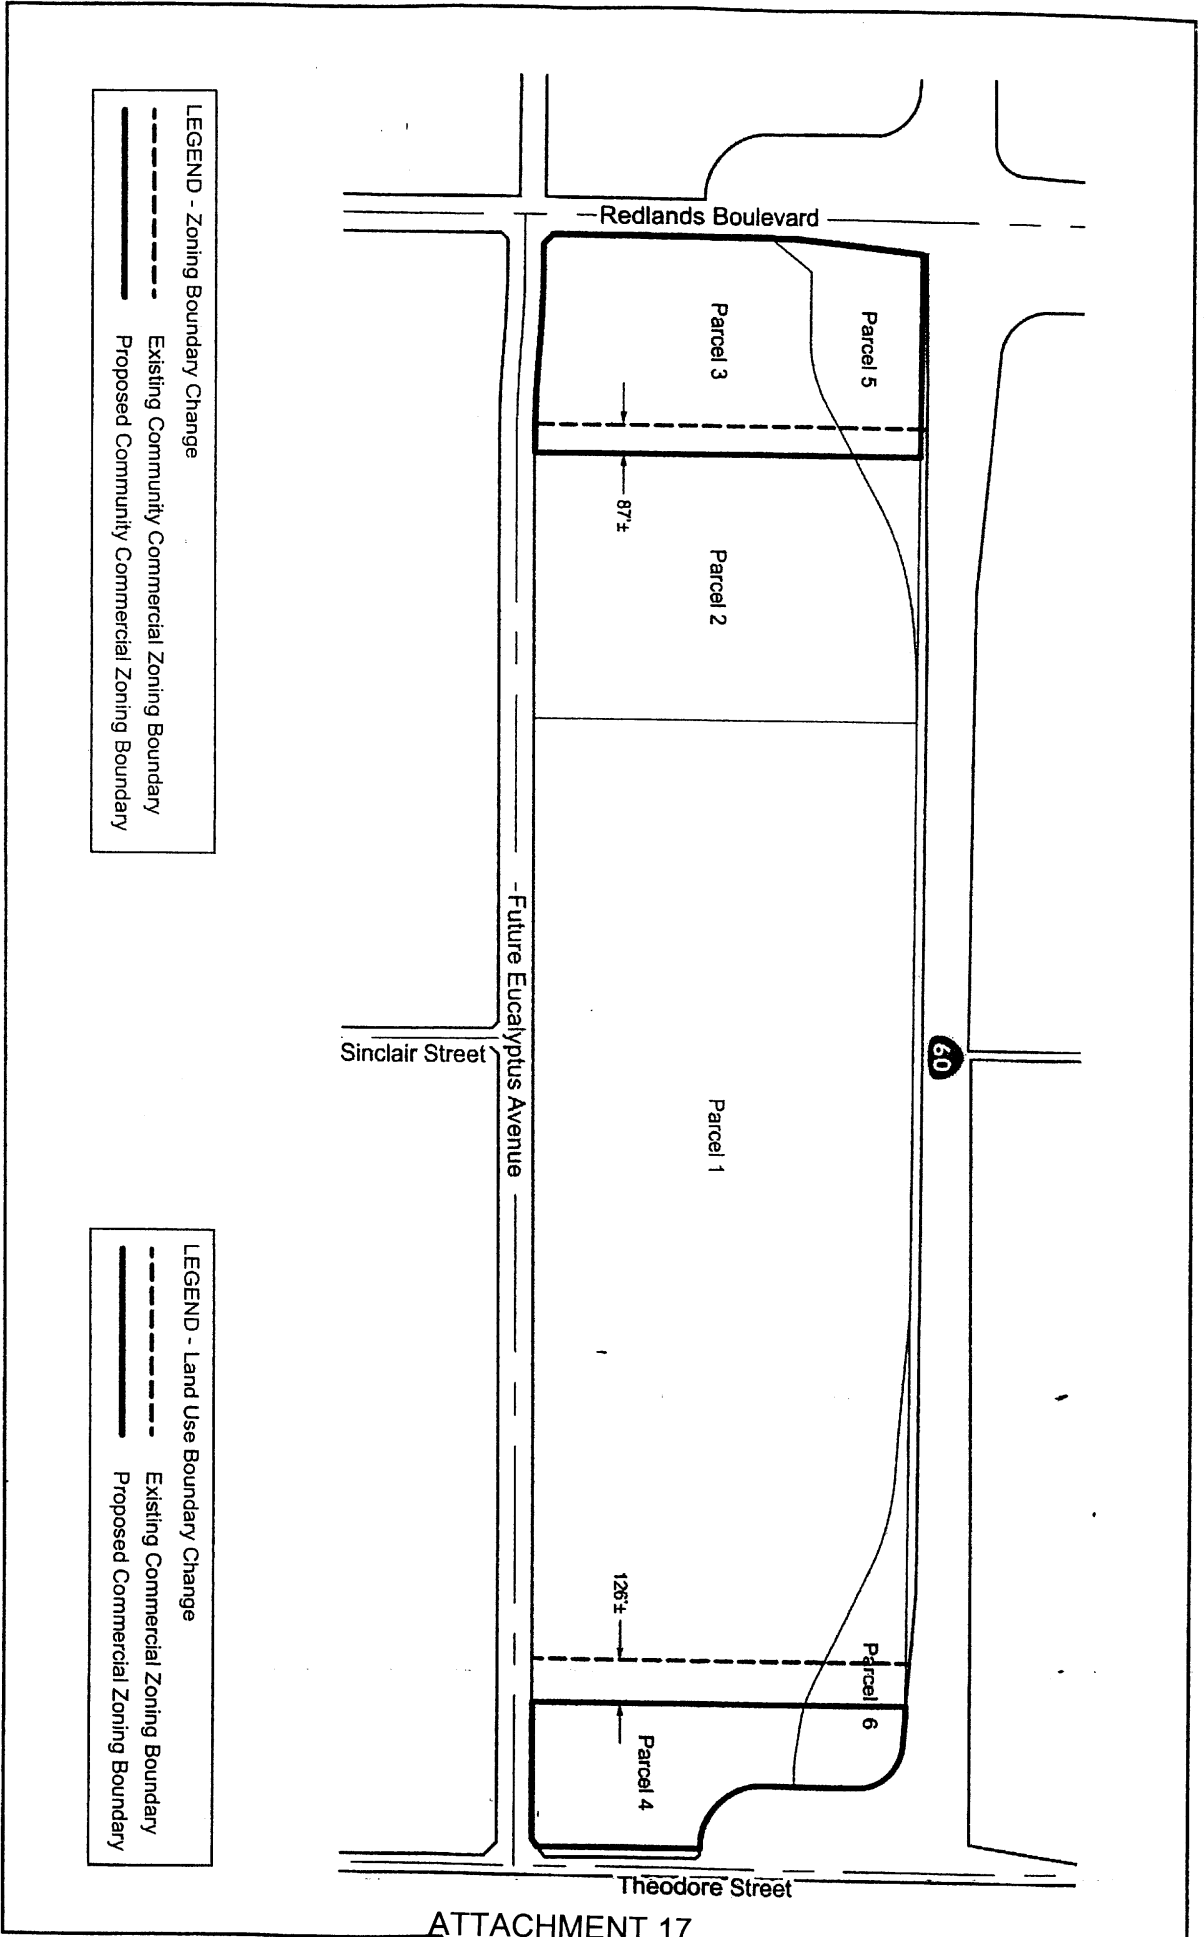 Redlands Boulevard
Parcel 5
Parcel 3
87'±
Parcel 2
60
Future Eucalyptus Avenue
Sinclair Street
Parcel 1
126'±
Parcel 6
Parcel 4
Theodore Street
LEGEND - Zoning Boundary Change
Existing Community Commercial Zoning Boundary
Proposed Community Commercial Zoning Boundary
LEGEND - Land Use Boundary Change
Existing Commercial Zoning Boundary
Proposed Commercial Zoning Boundary
ATTACHMENT 17